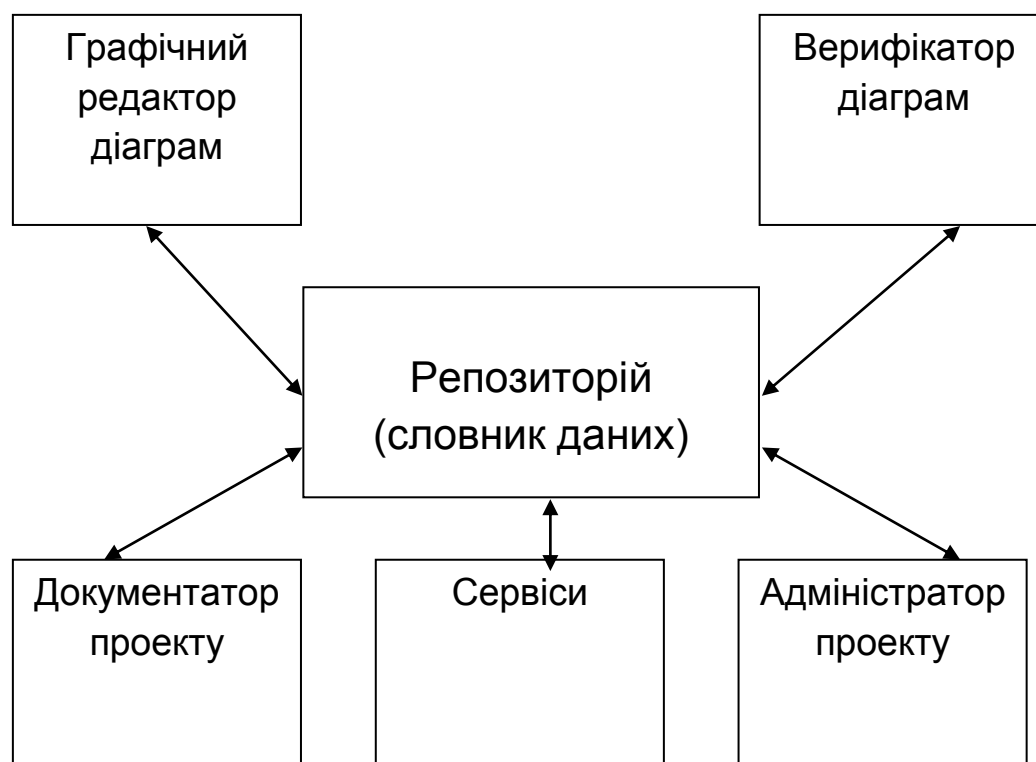 Графічний
редактор
діаграм
Верифікатор
діаграм
Репозиторій
(словник даних)
Документатор
проекту
Сервіси
Адміністратор
проекту